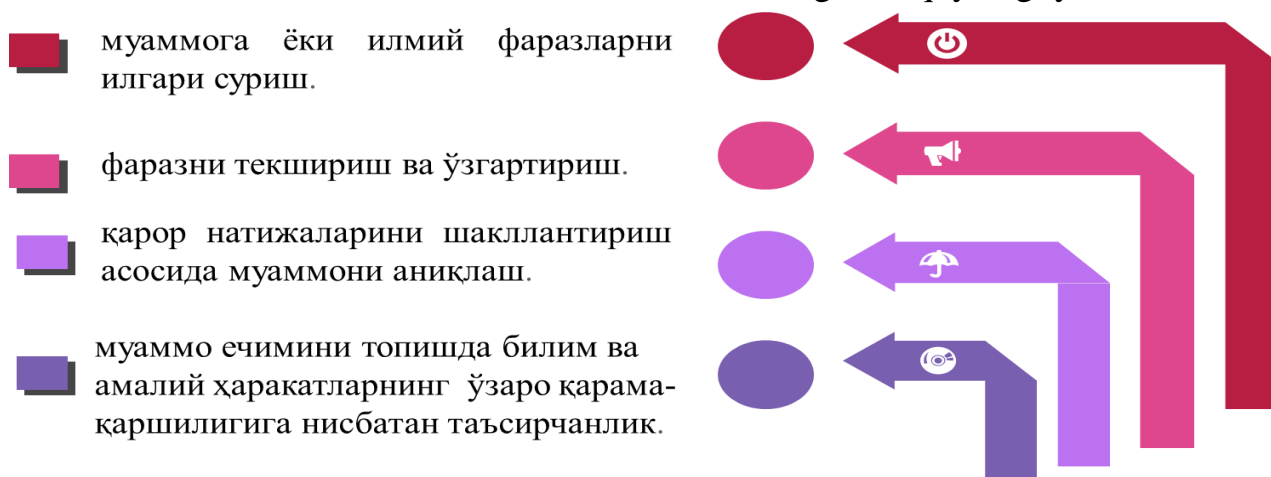 муаммога ёки илмий фаразларни
илгари суриш.
фаразни текшириш ва ўзгартириш.
қарор натижаларини шакллантириш
асосида муаммони аниқлаш.
муаммо ечимини топишда билим ва
амалий ҳаракатларнинг ўзаро қарама-
қаршилигига нисбатан таъсирчанлик.